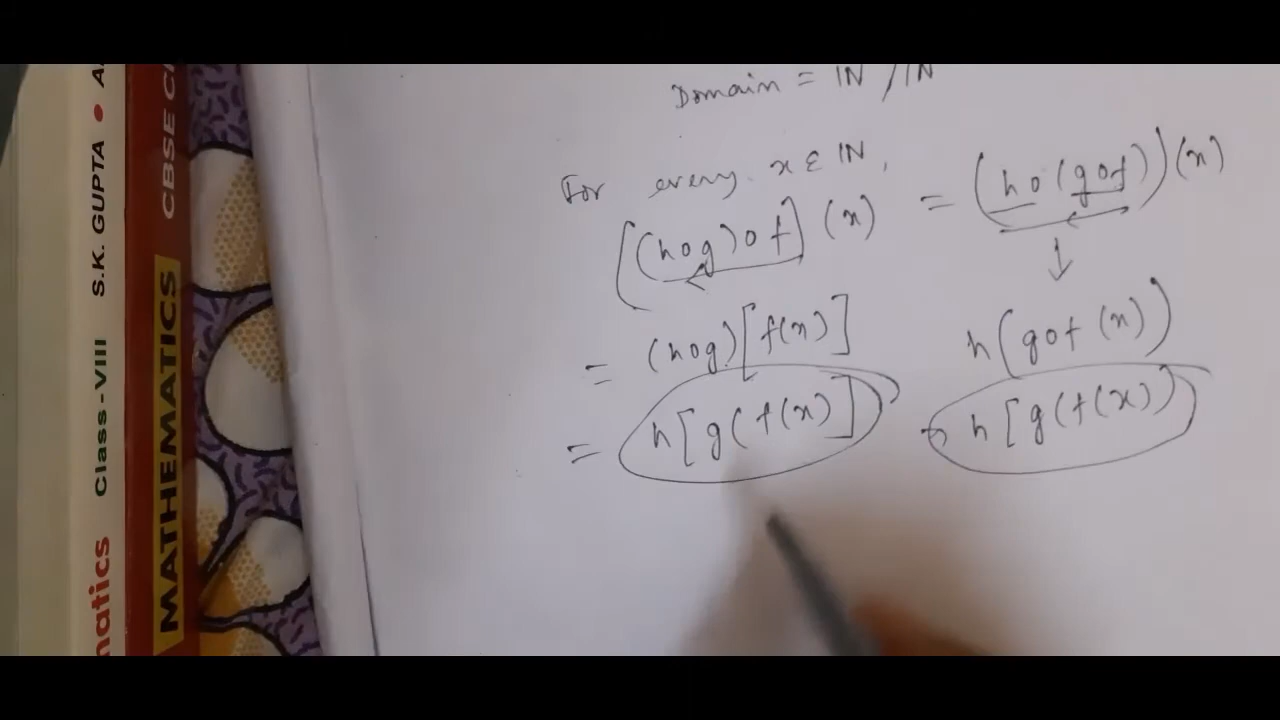 S.K. GUPTA • A
Class-VIII
matics
CBSE C
MATHEMATICS
Domain = IN / IN
For every x ε IN,
[(hog)of](x) = (ho(gof))(x)
↓
= (hog)[f(x)] h(gof(x))
= h[g(f(x)] h[g(f(x))